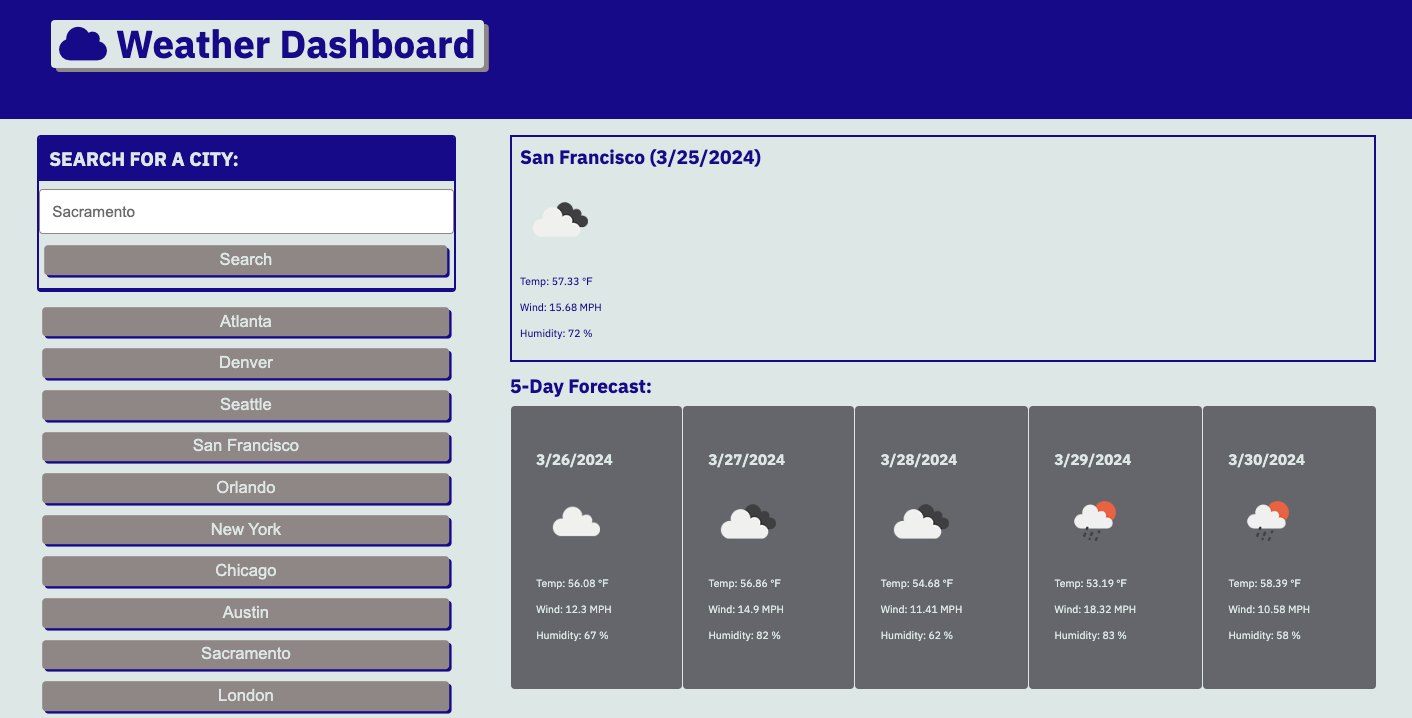 Weather Dashboard
SEARCH FOR A CITY:
Sacramento
Search
Atlanta
Denver
Seattle
San Francisco
Orlando
New York
Chicago
Austin
Sacramento
London
San Francisco (3/25/2024)
Temp: 57.33 °F
Wind: 15.68 MPH
Humidity: 72 %
5-Day Forecast:
3/26/2024
Temp: 56.08 °F
Wind: 12.3 MPH
Humidity: 67 %
3/27/2024
Temp: 56.86 °F
Wind: 14.9 MPH
Humidity: 82 %
3/28/2024
Temp: 54.68 °F
Wind: 11.41 MPH
Humidity: 62 %
3/29/2024
Temp: 53.19 °F
Wind: 18.32 MPH
Humidity: 83 %
3/30/2024
Temp: 58.39 °F
Wind: 10.58 MPH
Humidity: 58 %